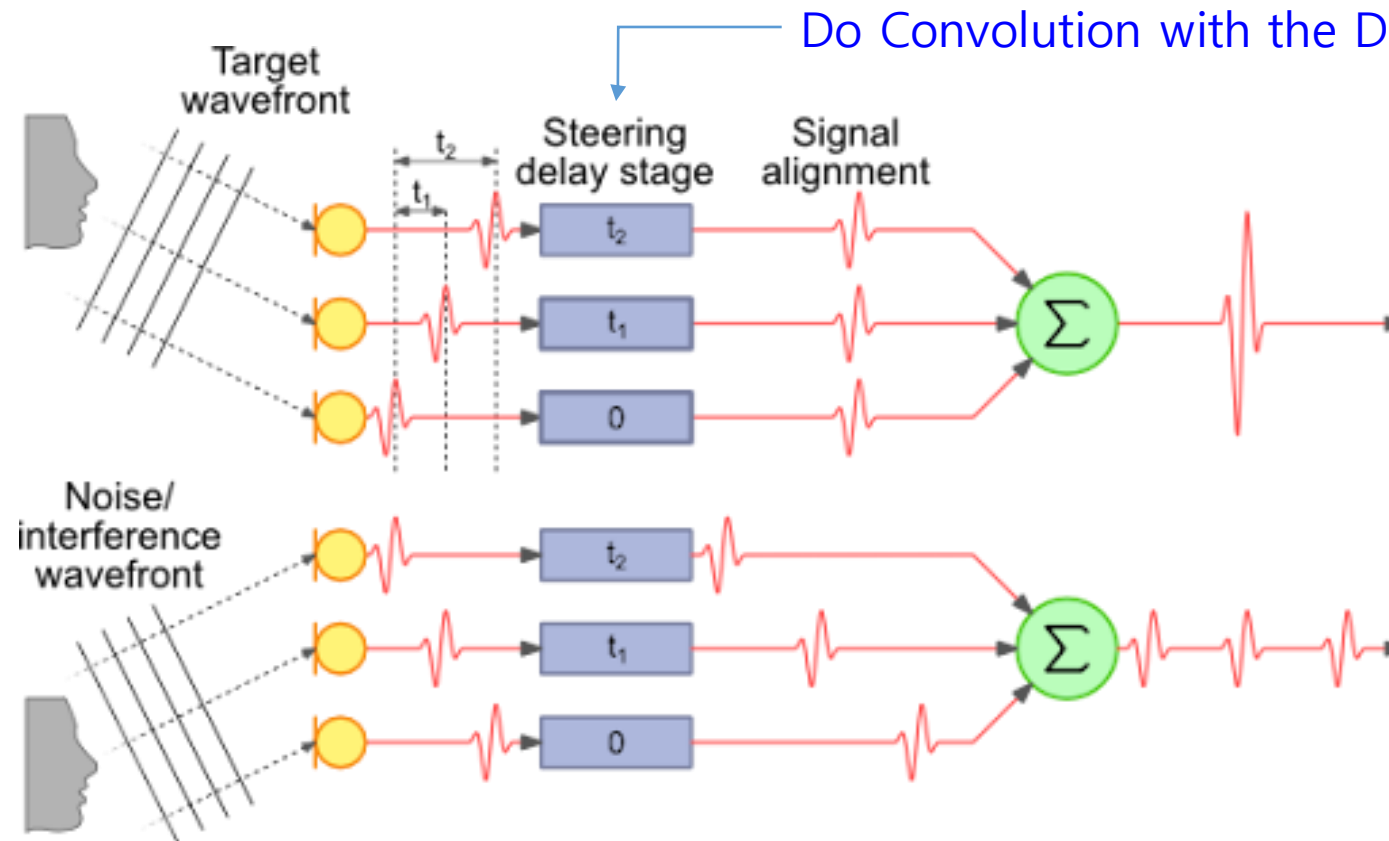 Do Convolution with the D
Target
wavefront
t₂
t₁
Steering
delay stage
Signal
alignment
t₂
t₁
0
Σ
Noise/
interference
wavefront
t₂
t₁
0
Σ